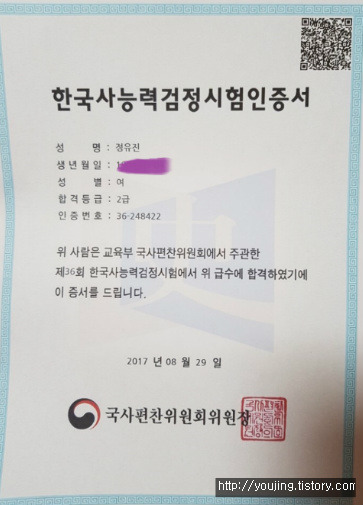 한국사능력검정시험인증서
성 명 : 정유진
생년월일 : 1
성 별 : 여
합격등급 : 2급
인증번호 : 36-248422
위 사람은 교육부 국사편찬위원회에서 주관한
제36회 한국사능력검정시험에서 위 급수에 합격하였기에
이 증서를 드립니다.
2017 년 08 월 29 일
국사편찬위원회위원장
http://youjing.tistory.com